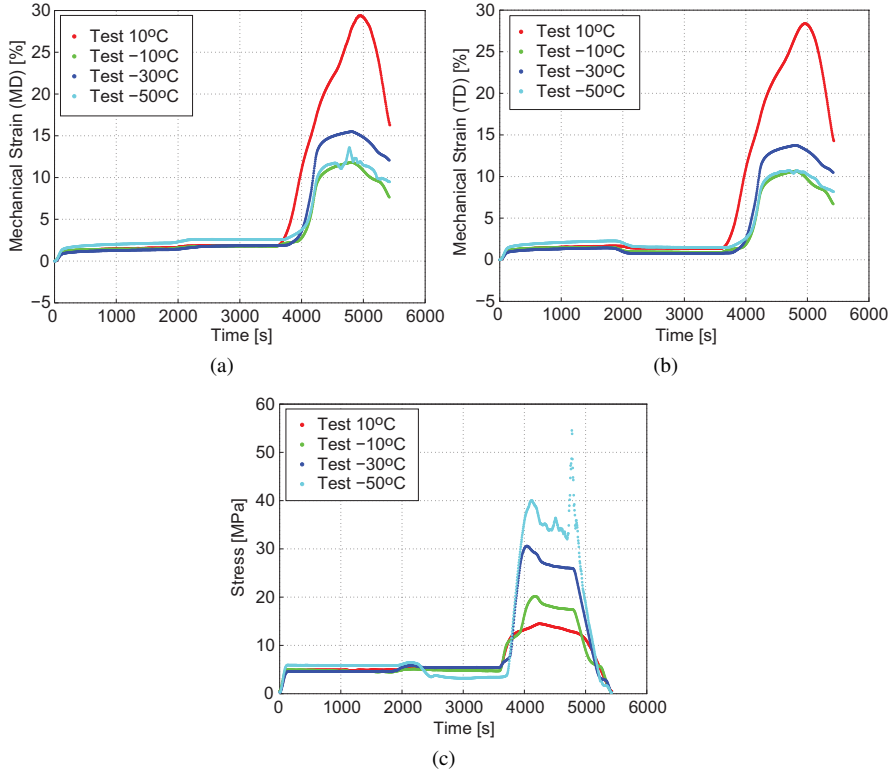 30
25
20
15
10
5
0
−5
Mechanical Strain (MD) [%]
Test 10ºC
Test −10ºC
Test −30ºC
Test −50ºC
0 1000 2000 3000 4000 5000 6000
Time [s]
(a)
30
25
20
15
10
5
0
−5
Mechanical Strain (TD) [%]
Test 10ºC
Test −10ºC
Test −30ºC
Test −50ºC
0 1000 2000 3000 4000 5000 6000
Time [s]
(b)
60
50
40
30
20
10
0
Stress [MPa]
Test 10ºC
Test −10ºC
Test −30ºC
Test −50ºC
0 1000 2000 3000 4000 5000 6000
Time [s]
(c)